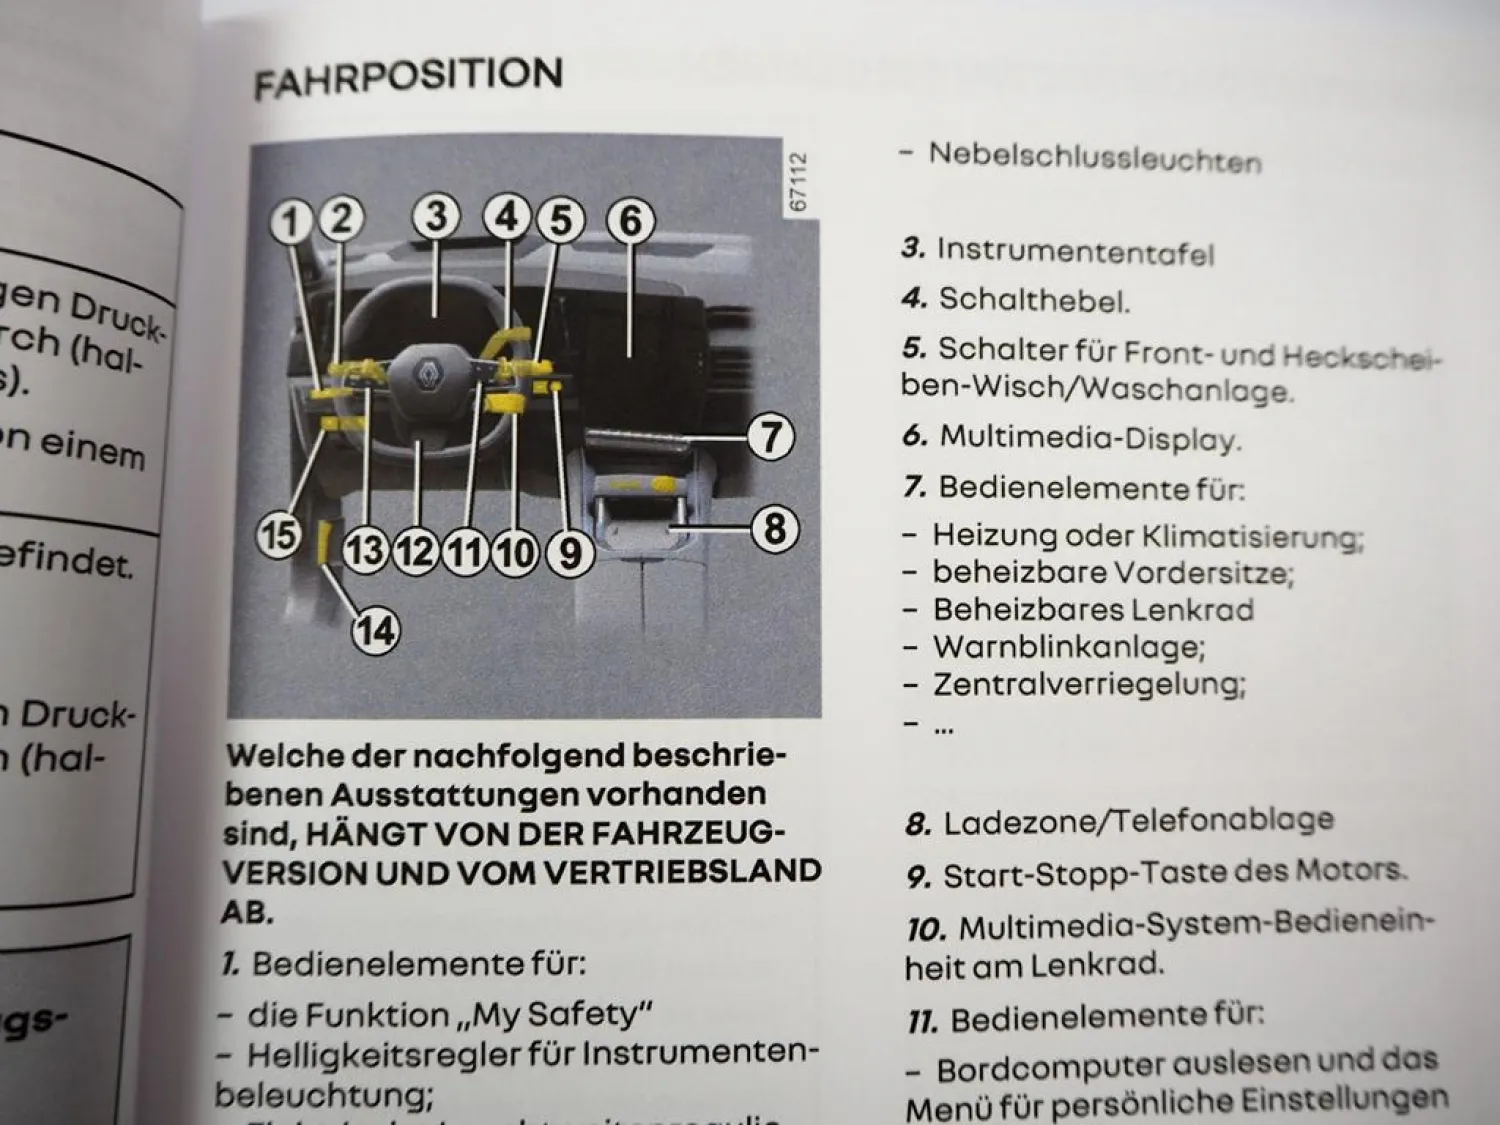 gen Druck-
rch (hal-
s).
on einem
efindet.
n Druck-
n (hal-
gs-
FAHRPOSITION
67112
1 2 3 4 5 6
7
8
15 13 12 11 10 9
14
Welche der nachfolgend beschrie-
benen Ausstattungen vorhanden
sind, HÄNGT VON DER FAHRZEUG-
VERSION UND VOM VERTRIEBSLAND
AB.
1. Bedienelemente für:
– die Funktion „My Safety“
– Helligkeitsregler für Instrumenten-
beleuchtung;
– Nebelschlussleuchten
3. Instrumententafel
4. Schalthebel.
5. Schalter für Front- und Heckschei-
ben-Wisch/Waschanlage.
6. Multimedia-Display.
7. Bedienelemente für:
– Heizung oder Klimatisierung;
– beheizbare Vordersitze;
– Beheizbares Lenkrad
– Warnblinkanlage;
– Zentralverriegelung;
– ...
8. Ladezone/Telefonablage
9. Start-Stopp-Taste des Motors.
10. Multimedia-System-Bedienein-
heit am Lenkrad.
11. Bedienelemente für:
– Bordcomputer auslesen und das
Menü für persönliche Einstellungen